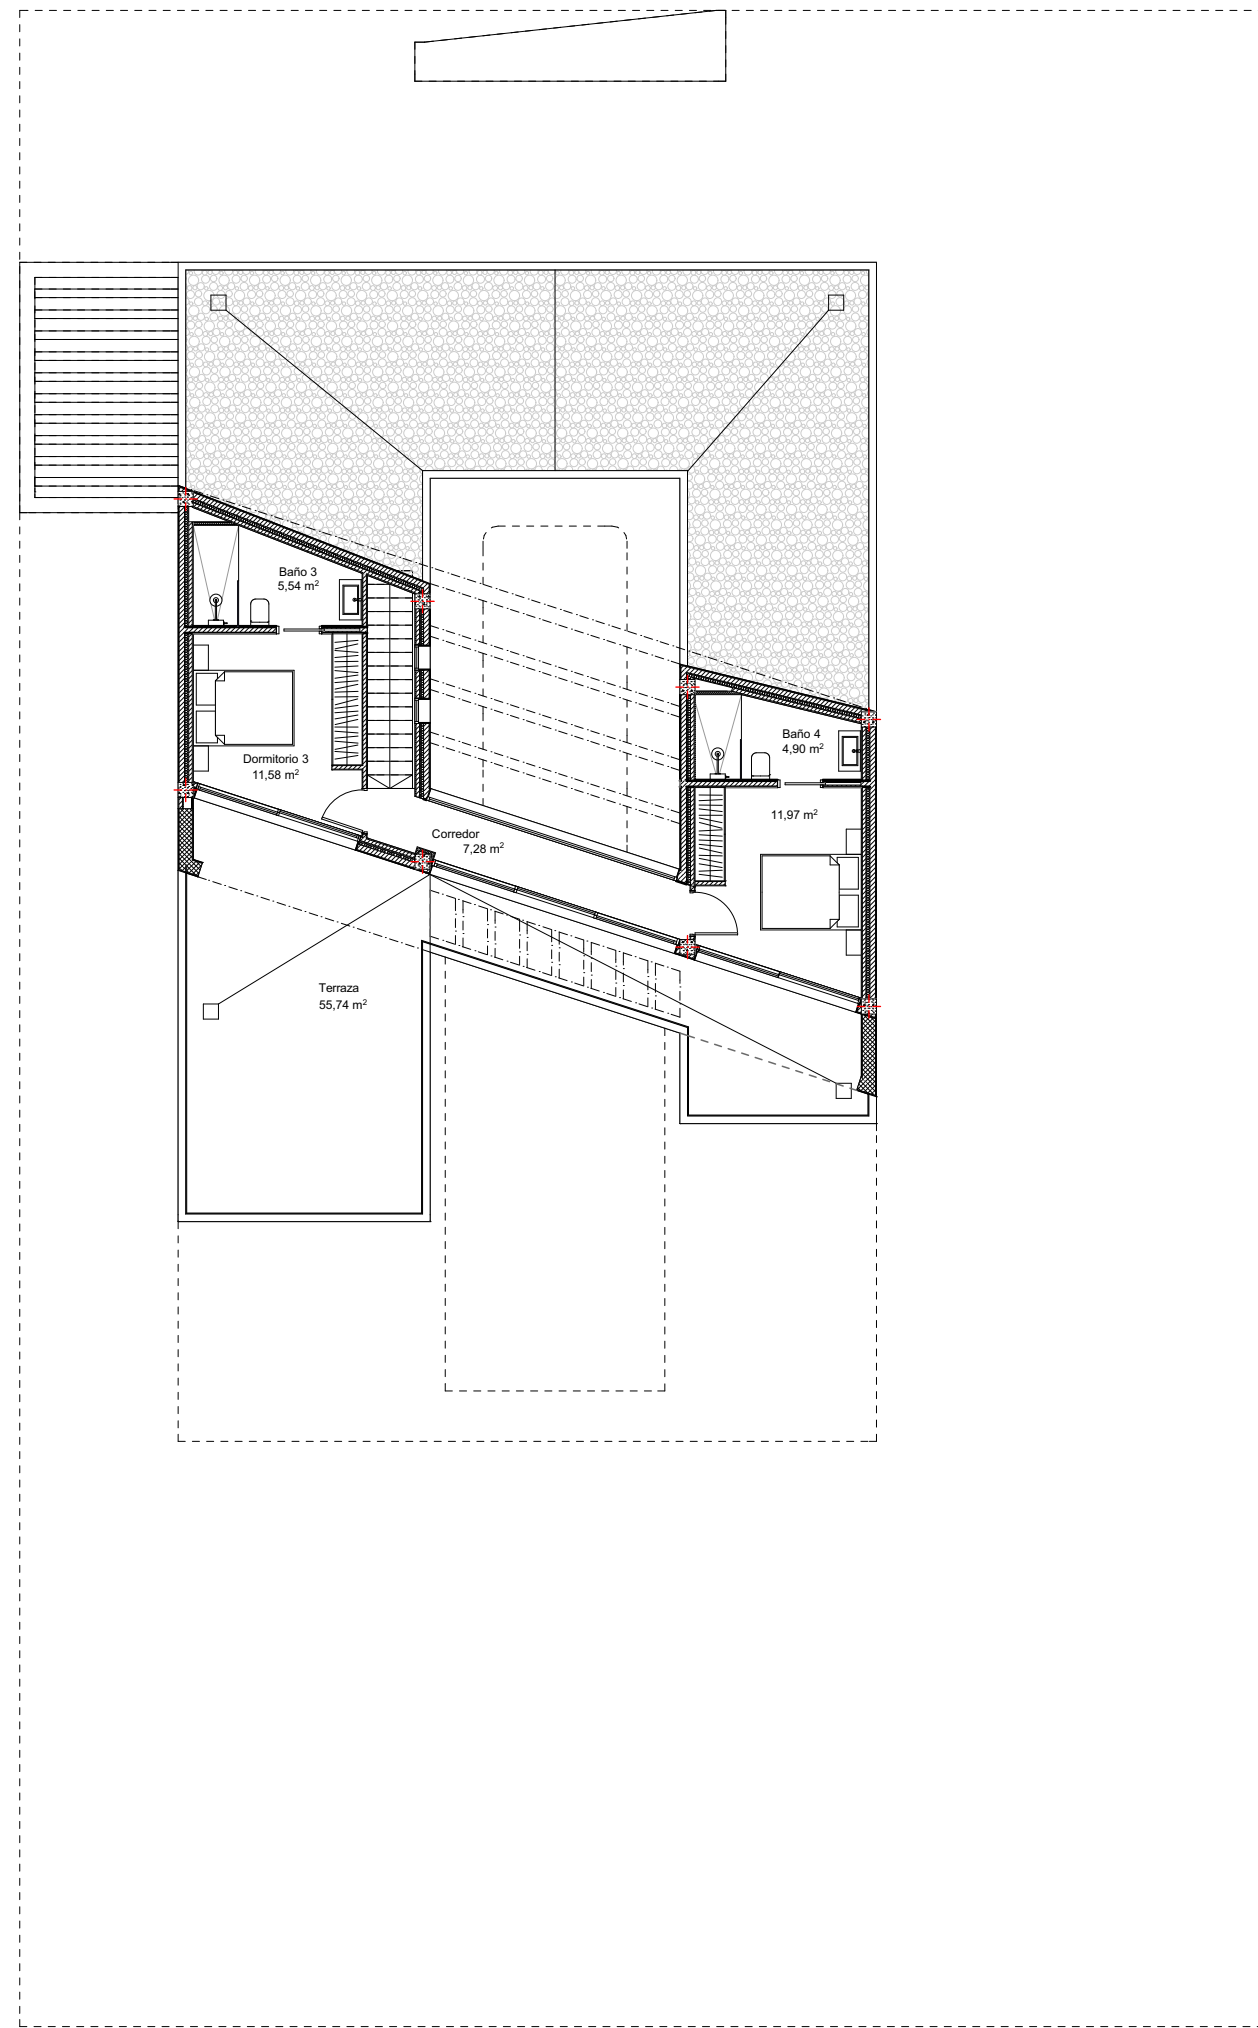 Baño 3
5,54 m²
Dormitorio 3
11,58 m²
Baño 4
4,90 m²
11,97 m²
Corredor
7,28 m²
Terraza
55,74 m²